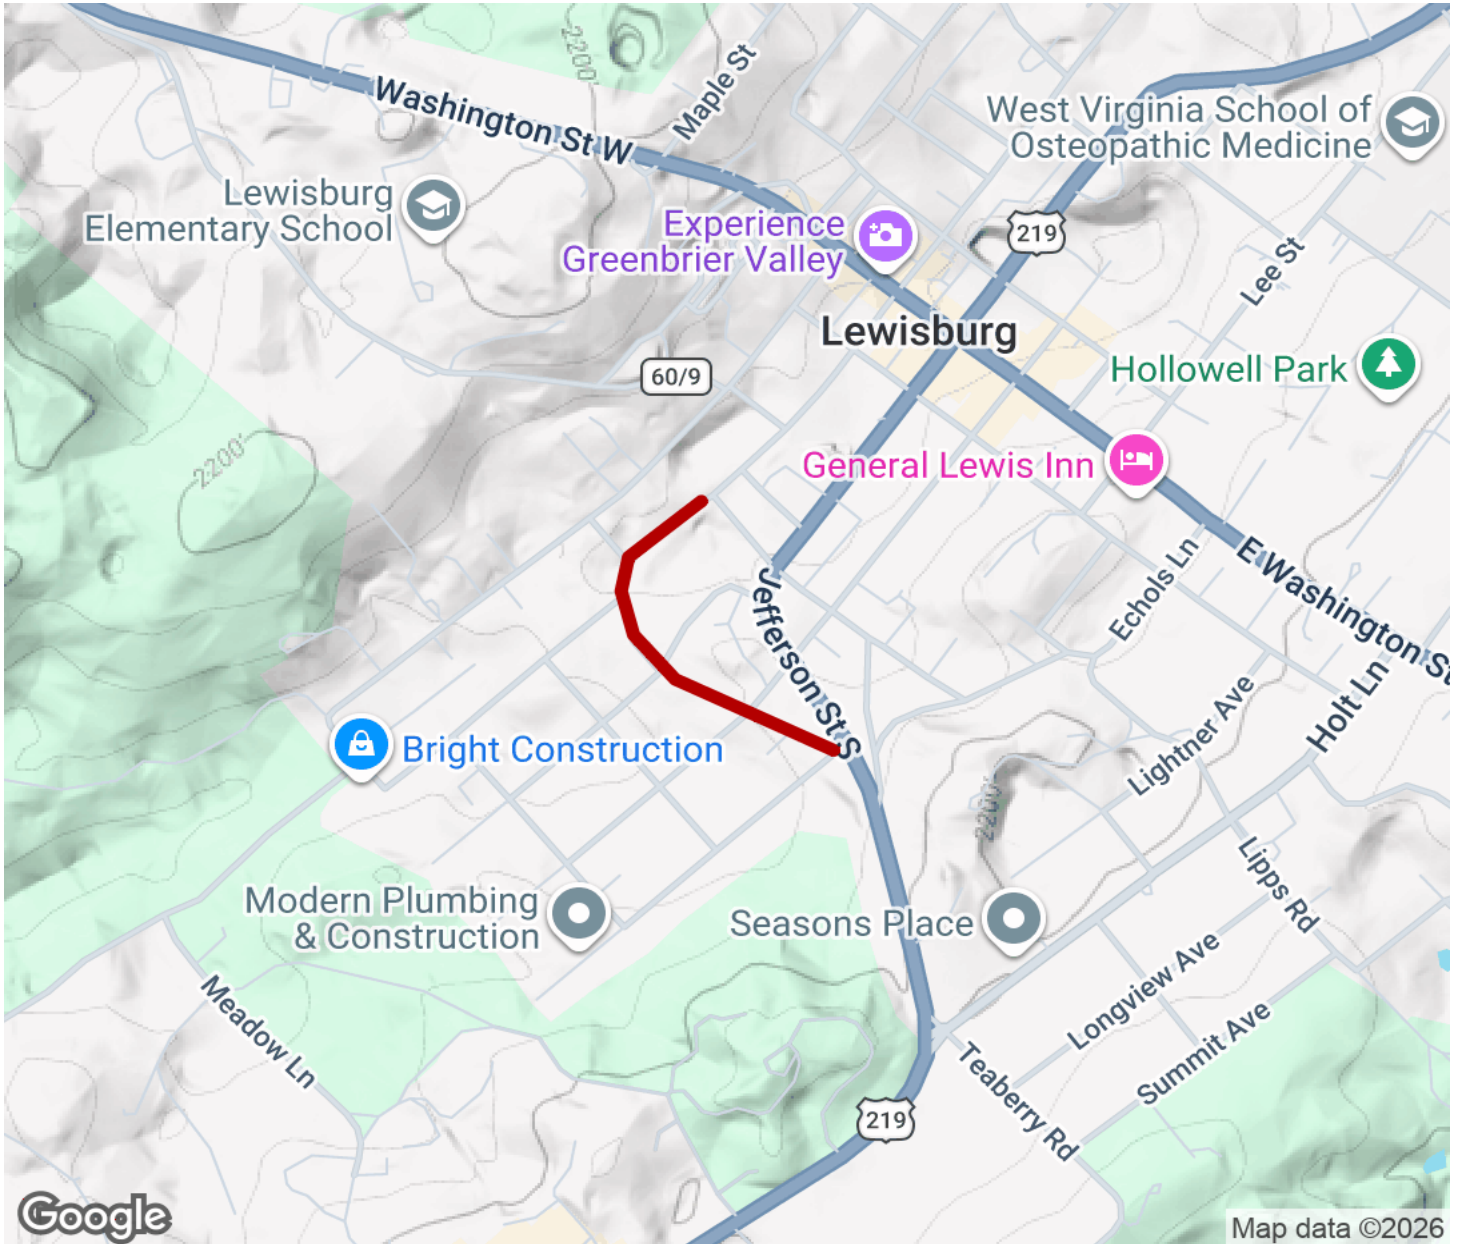 2200'
Maple St
Washington St W
West Virginia School of
Osteopathic Medicine
Lewisburg
Elementary School
Experience
Greenbrier Valley
219
Lee St
Lewisburg
60/9
Hollowell Park
2200'
General Lewis Inn
E Washington St
Echols Ln
Jefferson St S
Holt Ln
Lightner Ave
Bright Construction
2200'
Lipps Rd
Modern Plumbing
& Construction
Seasons Place
Longview Ave
Meadow Ln
Summit Ave
Teaberry Rd
219
Google
Map data ©2026